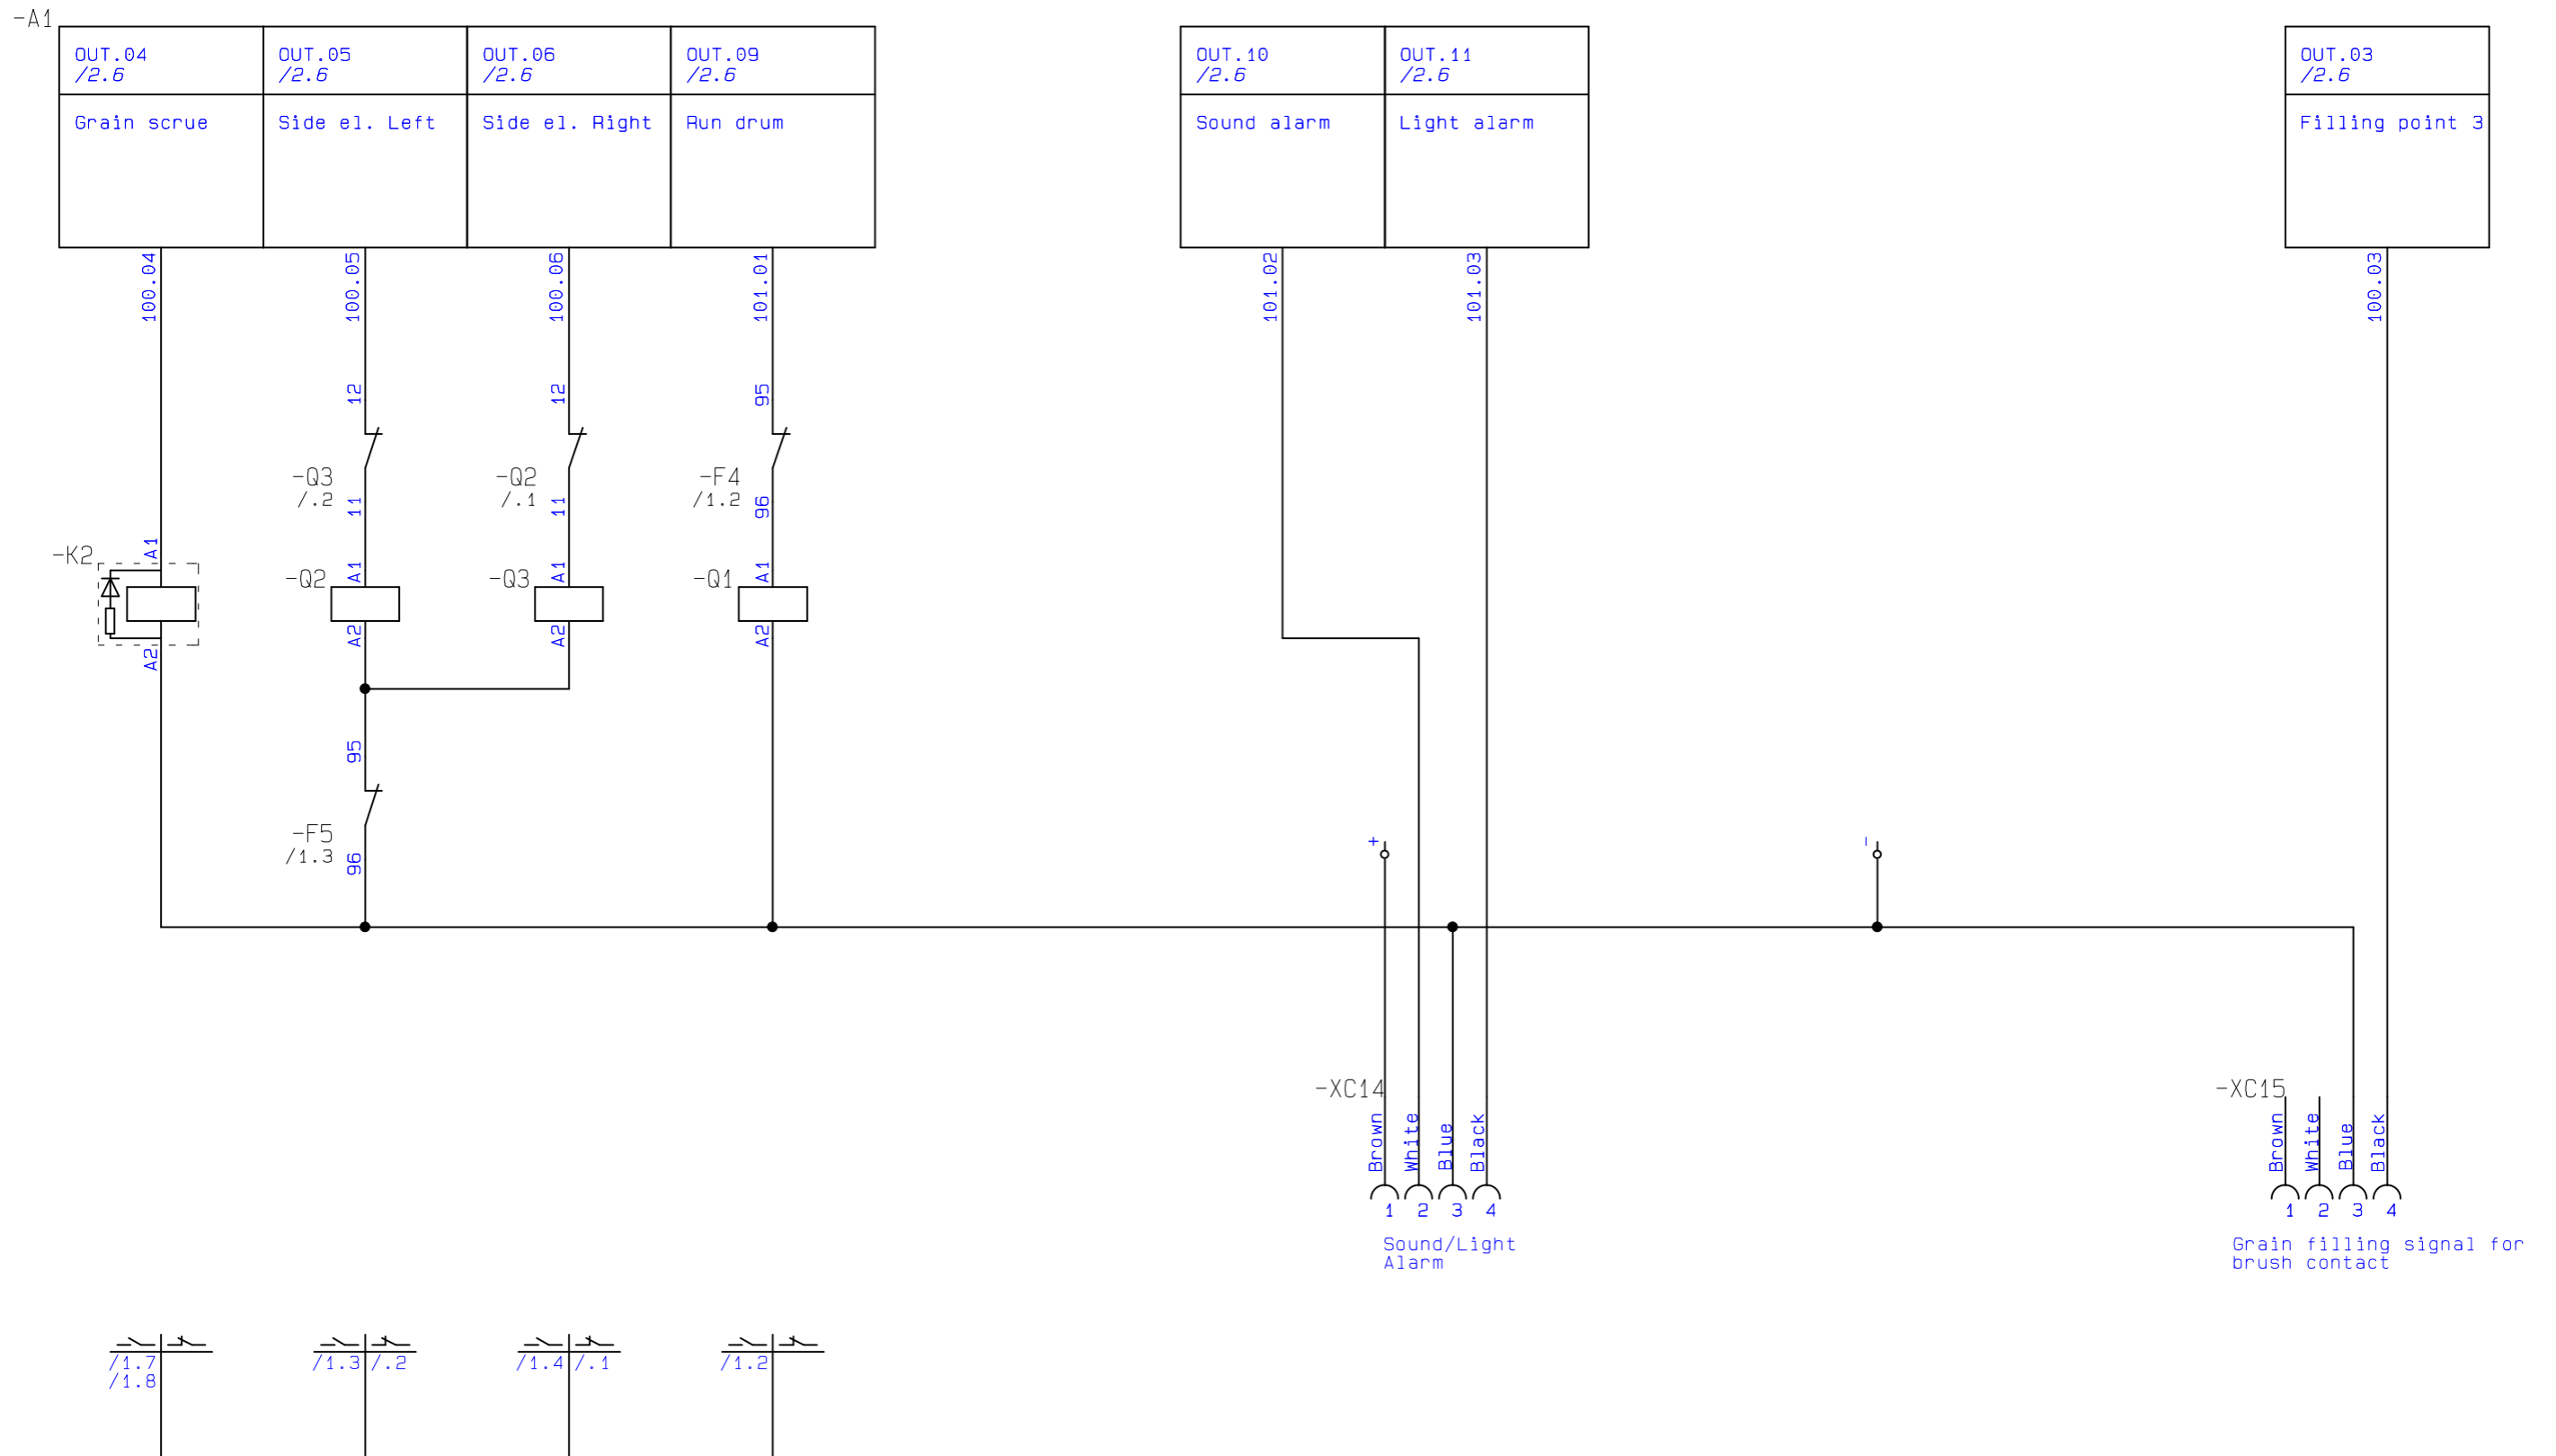 -A1
OUT.04
/2.6
Grain scrue
OUT.05
/2.6
Side el. Left
OUT.06
/2.6
Side el. Right
OUT.09
/2.6
Run drum
OUT.10
/2.6
Sound alarm
OUT.11
/2.6
Light alarm
OUT.03
/2.6
Filling point 3
100.04
100.05
100.06
101.01
101.02
101.03
100.03
12
12
95
-Q3
/.2
11
-Q2
/.1
11
-F4
/1.2
96
-K2
A1
A2
-Q2
A1
A2
-Q3
A1
A2
-Q1
A1
A2
95
-F5
/1.3
96
+
-
-XC14
Brown
White
Blue
Black
1
2
3
4
Sound/Light
Alarm
-XC15
Brown
White
Blue
Black
1
2
3
4
Grain filling signal for
brush contact
/1.7
/1.8
/1.3
/.2
/1.4
/.1
/1.2